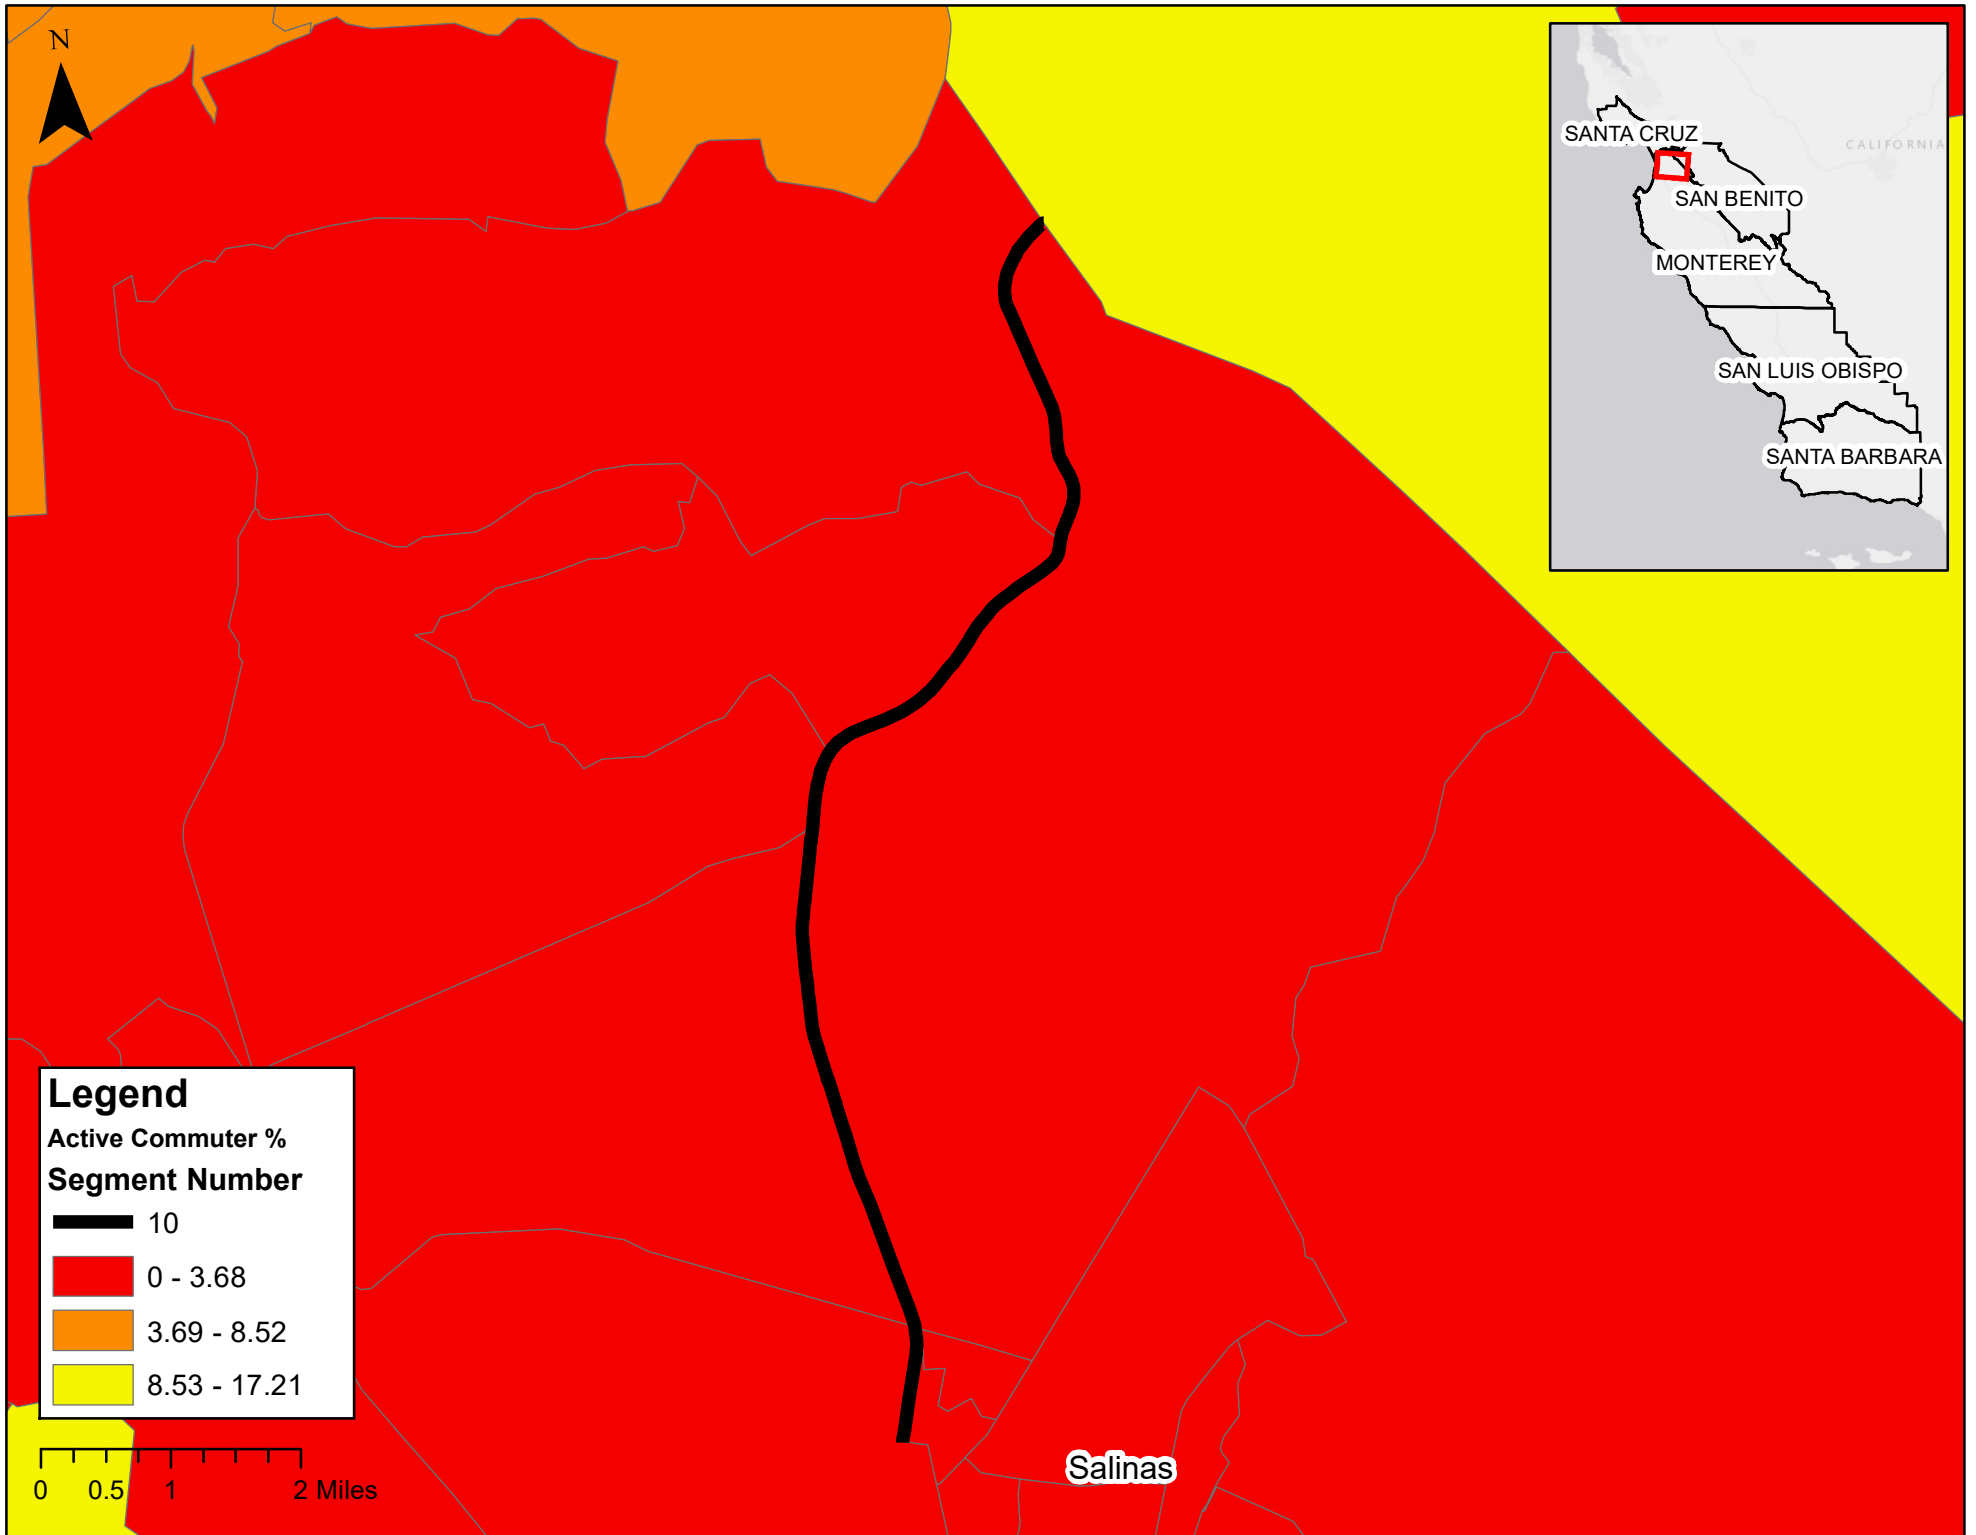 N
SANTA CRUZ
CALIFORNIA
SAN BENITO
MONTEREY
SAN LUIS OBISPO
SANTA BARBARA
Legend
Active Commuter %
Segment Number
10
0 - 3.68
3.69 - 8.52
8.53 - 17.21
0 0.5 1 2 Miles
Salinas